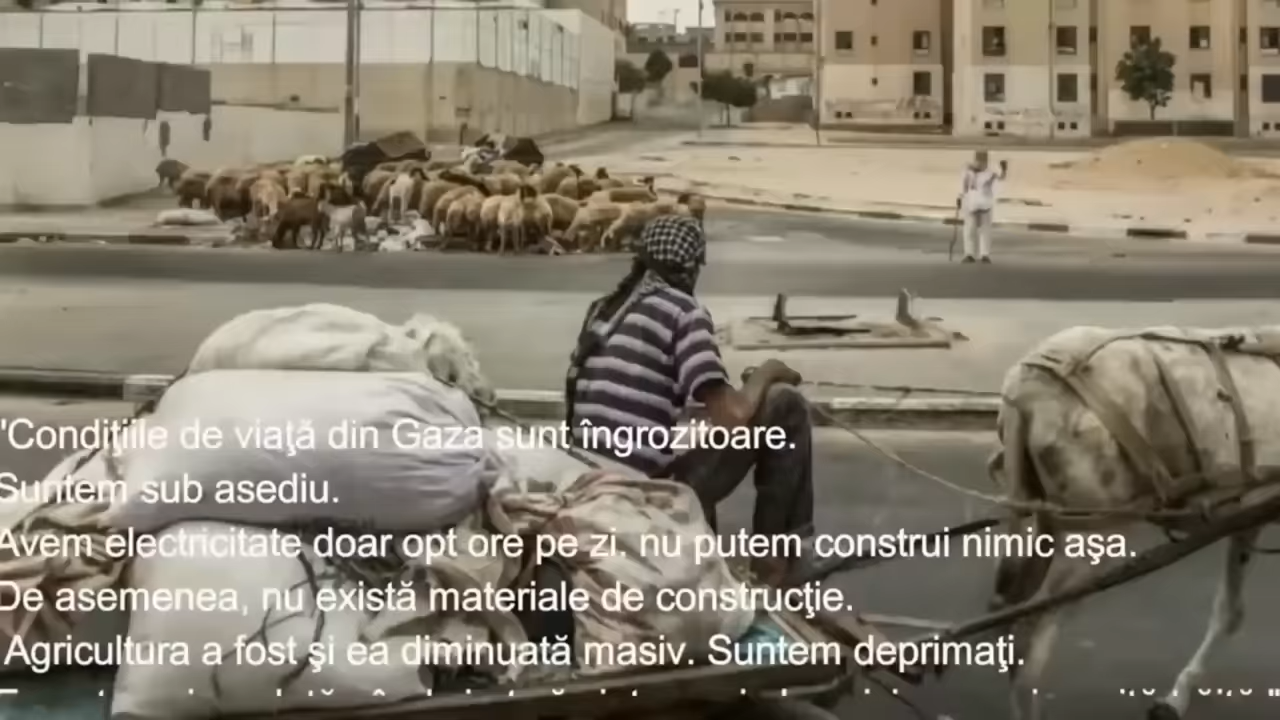 "Condiţiile de viaţă din Gaza sunt îngrozitoare.
Suntem sub asediu.
Avem electricitate doar opt ore pe zi. nu putem construi nimic aşa.
De asemenea, nu există materiale de construcţie.
Agricultura a fost şi ea diminuată masiv. Suntem deprimaţi.